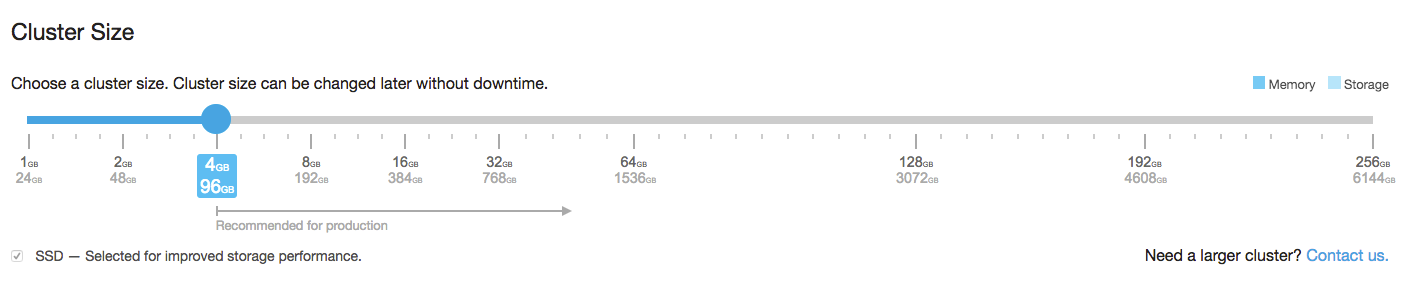 Cluster Size
Choose a cluster size. Cluster size can be changed later without downtime.
Memory Storage
1GB 2GB 4GB 8GB 16GB 32GB 64GB 128GB 192GB 256GB
24GB 48GB 96GB 192GB 384GB 768GB 1536GB 3072GB 4608GB 6144GB
Recommended for production
SSD — Selected for improved storage performance.
Need a larger cluster? Contact us.